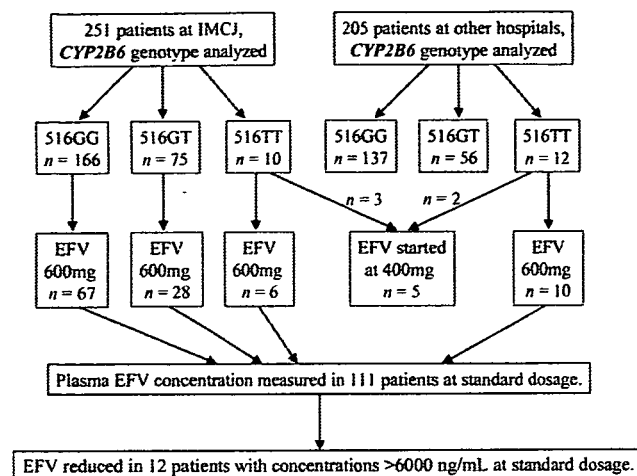 251 patients at IMCJ,
CYP2B6 genotype analyzed
205 patients at other hospitals,
CYP2B6 genotype analyzed
516GG
n = 166
516GT
n = 75
516TT
n = 10
516GG
n = 137
516GT
n = 56
516TT
n = 12
n = 3
n = 2
EFV
600mg
n = 67
EFV
600mg
n = 28
EFV
600mg
n = 6
EFV started
at 400mg
n = 5
EFV
600mg
n = 10
Plasma EFV concentration measured in 111 patients at standard dosage.
EFV reduced in 12 patients with concentrations >6000 ng/mL at standard dosage.